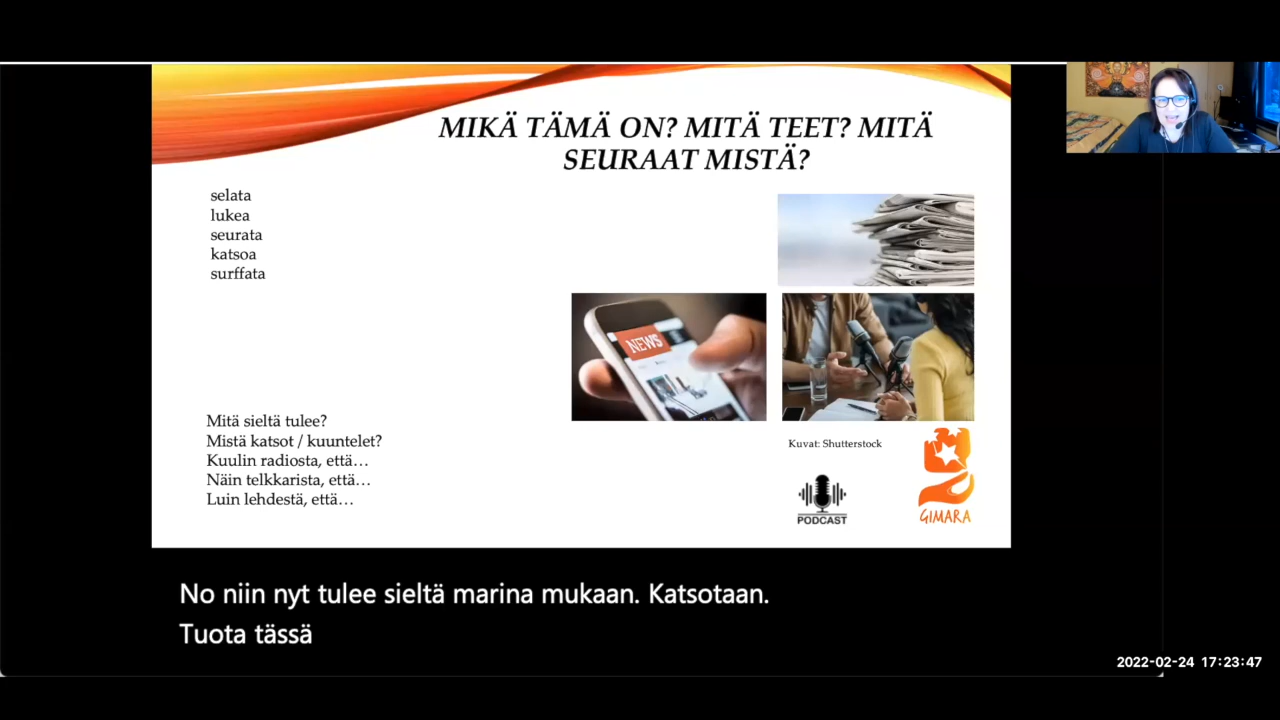 MIKÄ TÄMÄ ON? MITÄ TEET? MITÄ
SEURAAT MISTÄ?
selata
lukea
seurata
katsoa
surffata
NEWS
Mitä sieltä tulee?
Mistä katsot / kuuntelet?
Kuulin radiosta, että…
Näin telkkarista, että…
Luin lehdestä, että…
Kuvat: Shutterstock
PODCAST
GIMARA
No niin nyt tulee sieltä marina mukaan. Katsotaan.
Tuota tässä
2022-02-24 17:23:47